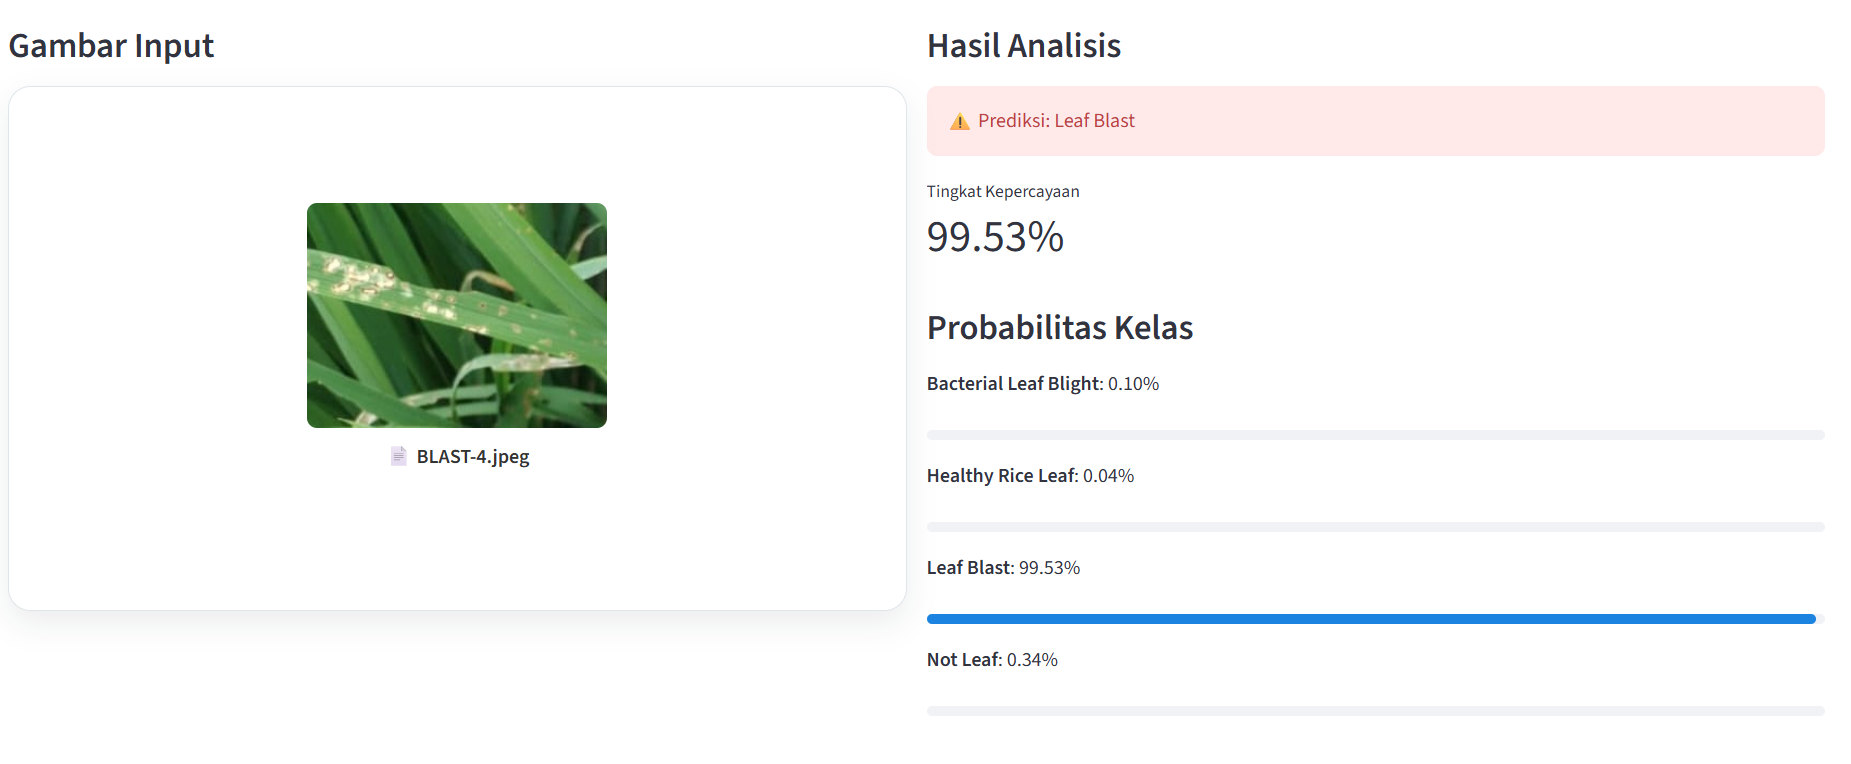 Gambar Input
BLAST-4.jpeg
Hasil Analisis
Prediksi: Leaf Blast
Tingkat Kepercayaan
99.53%
Probabilitas Kelas
Bacterial Leaf Blight: 0.10%
Healthy Rice Leaf: 0.04%
Leaf Blast: 99.53%
Not Leaf: 0.34%